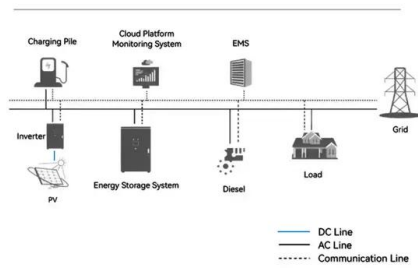 Charging Pile
Cloud Platform
Monitoring System
EMS
Grid
Inverter
PV
Energy Storage System
Diesel
Load
DC Line
AC Line
Communication Line